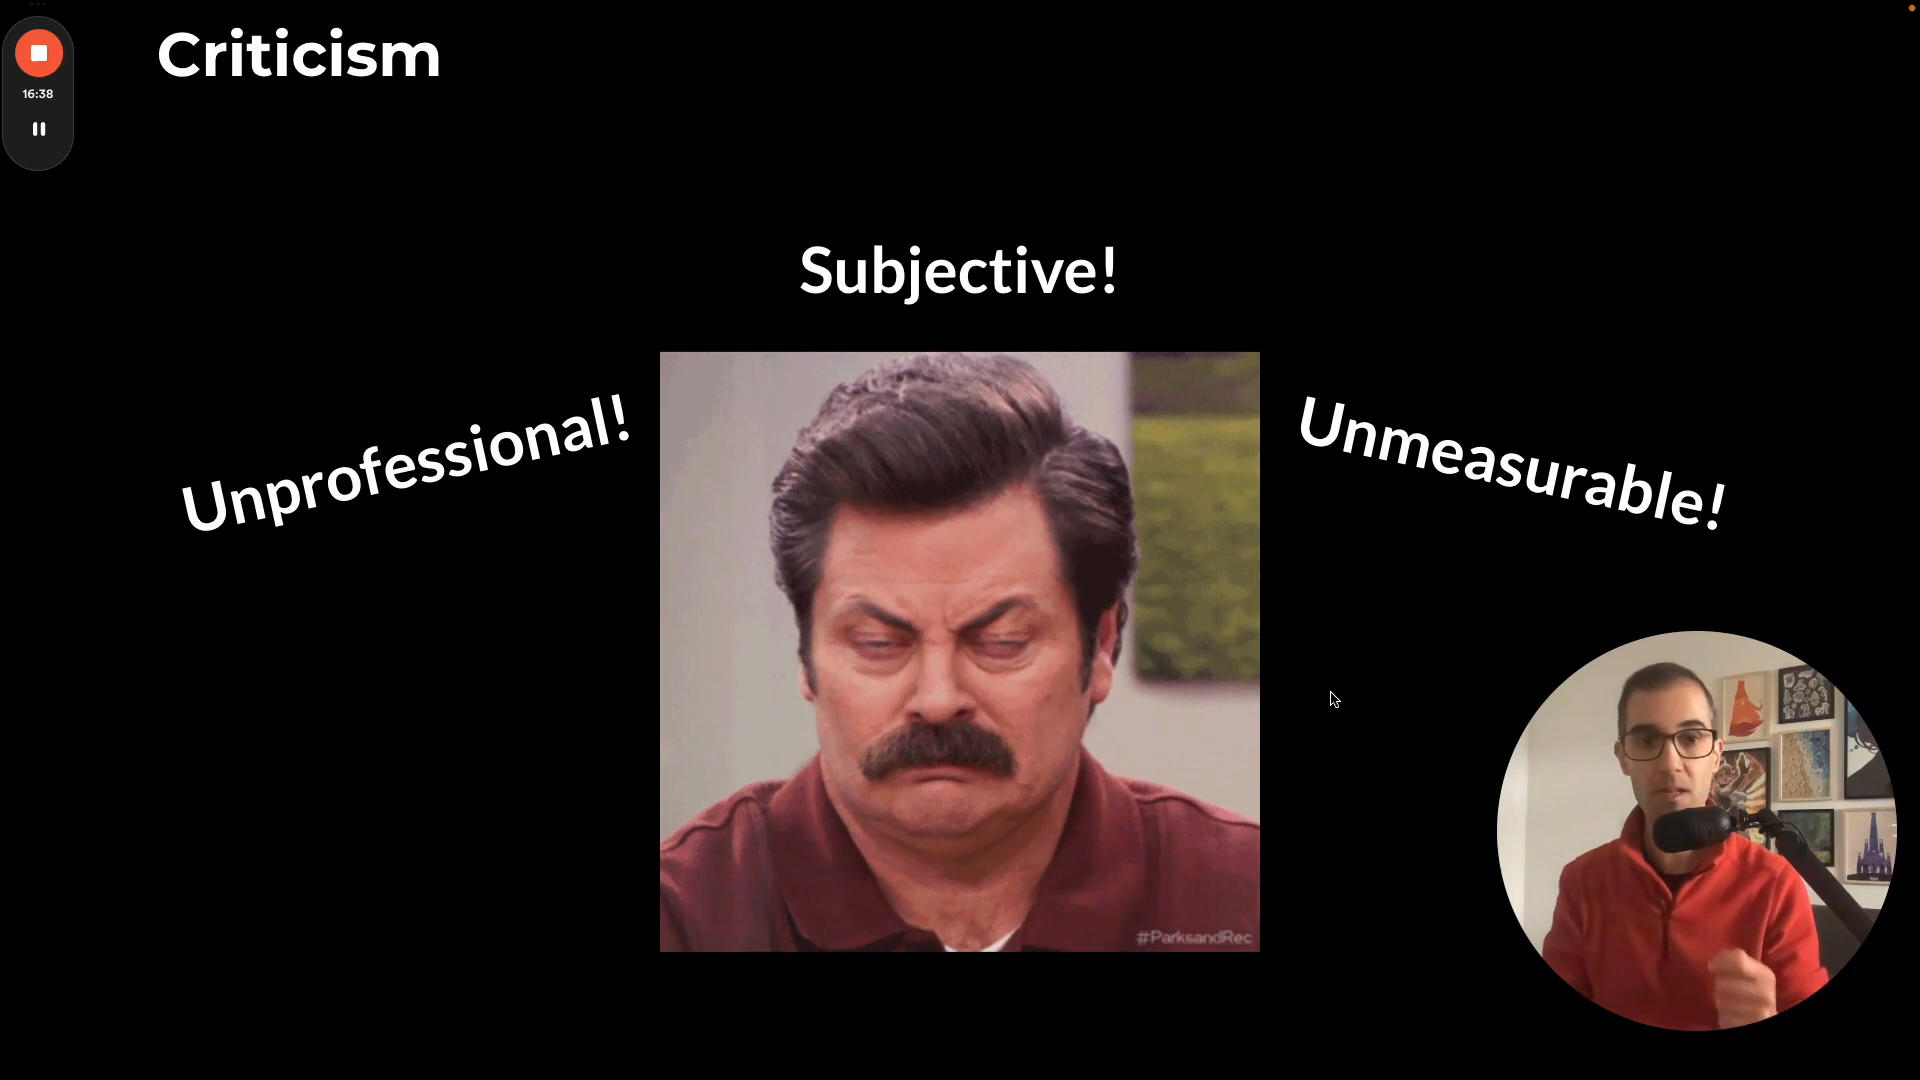 Criticism
16:38
Subjective!
Unprofessional!
Unmeasurable!
#ParksandRec